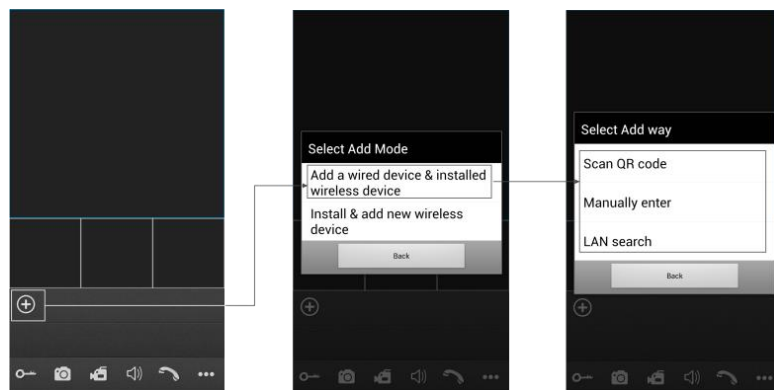 Select Add Mode
Add a wired device & installed
wireless device
Install & add new wireless
device
Back
Select Add way
Scan QR code
Manually enter
LAN search
Back